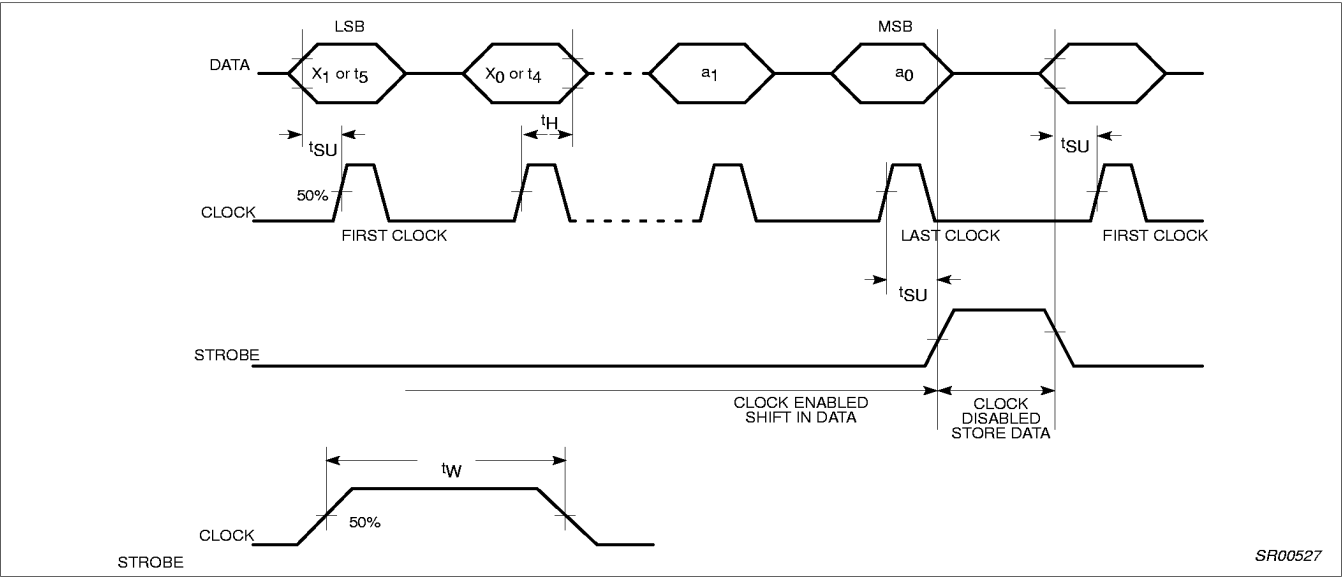 LSB MSB
DATA X1 or t5 X0 or t4 a1 a0
tSU tH tSU
50%
CLOCK
FIRST CLOCK LAST CLOCK FIRST CLOCK
tSU
STROBE
CLOCK ENABLED
SHIFT IN DATA
CLOCK
DISABLED
STORE DATA
tW
50%
CLOCK
STROBE
SR00527